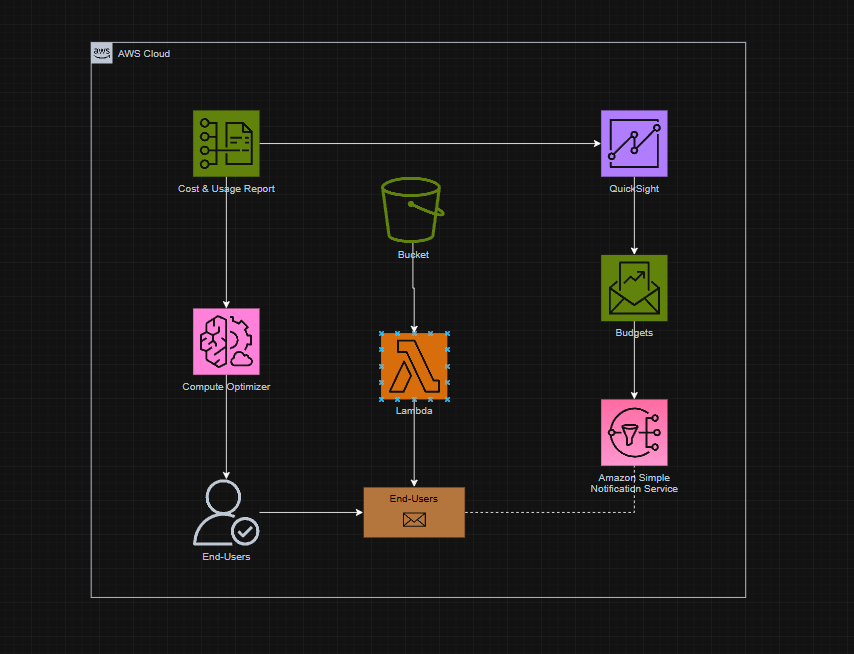 aws
AWS Cloud
Cost & Usage Report
QuickSight
Bucket
Budgets
Compute Optimizer
Lambda
Amazon Simple
Notification Service
End-Users
End-Users